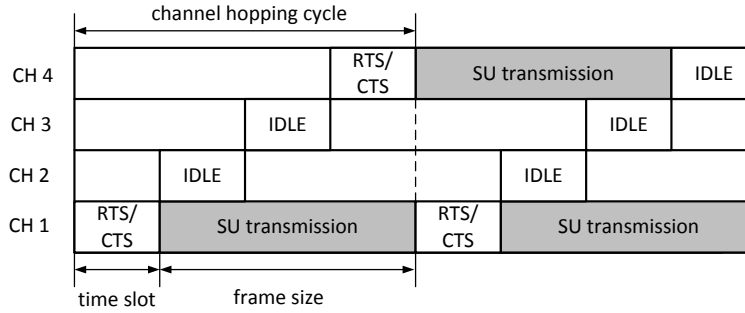 channel hopping cycle
CH 4
RTS/
CTS
SU transmission
IDLE
CH 3
IDLE
IDLE
CH 2
IDLE
IDLE
CH 1
RTS/
CTS
SU transmission
RTS/
CTS
SU transmission
time slot
frame size